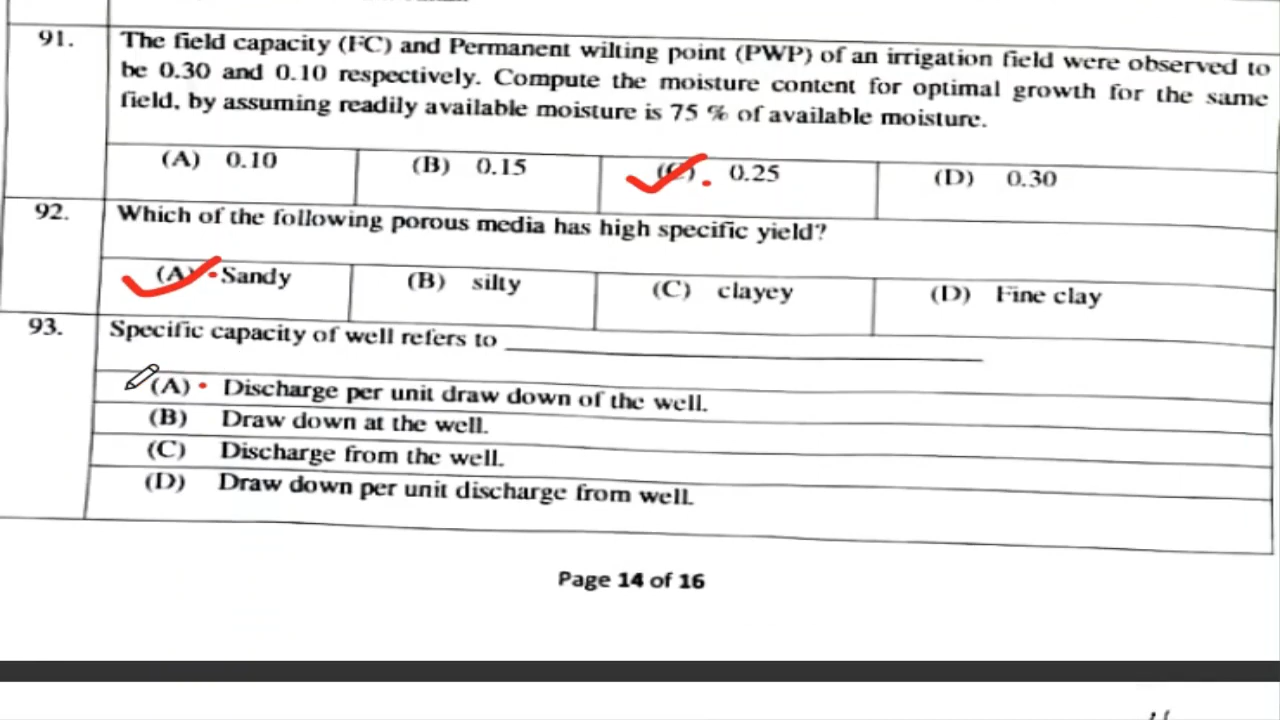 91. The field capacity (FC) and Permanent wilting point (PWP) of an irrigation field were observed to
be 0.30 and 0.10 respectively. Compute the moisture content for optimal growth for the same
field, by assuming readily available moisture is 75 % of available moisture.
(A) 0.10 (B) 0.15 (C) 0.25 (D) 0.30
92. Which of the following porous media has high specific yield?
(A) Sandy (B) silty (C) clayey (D) Fine clay
93. Specific capacity of well refers to
(A) Discharge per unit draw down of the well.
(B) Draw down at the well.
(C) Discharge from the well.
(D) Draw down per unit discharge from well.
Page 14 of 16